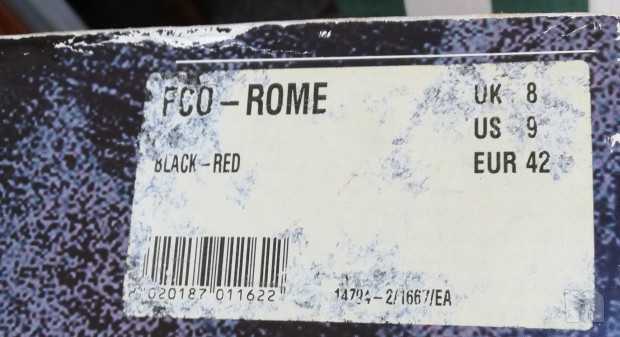 FCO-ROME
UK 8
US 9
EUR 42
BLACK-RED
020187 011622